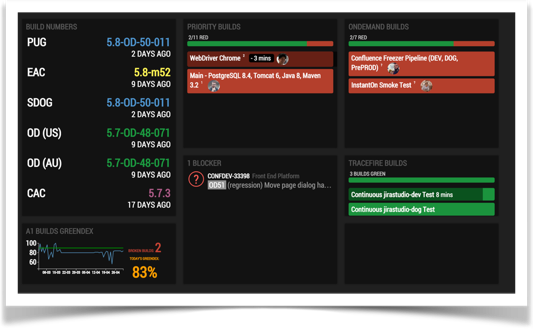 BUILD NUMBERS
PUG 5.8-OD-50-011
2 DAYS AGO
EAC 5.8-m52
9 DAYS AGO
SDOG 5.8-OD-50-011
2 DAYS AGO
OD (US) 5.7-OD-48-071
9 DAYS AGO
OD (AU) 5.7-OD-48-071
9 DAYS AGO
CAC 5.7.3
17 DAYS AGO
A1 BUILDS GREENDEX
100
80
60
BROKEN BUILDS 2
TODAY'S GREENDEX
83%
PRIORITY BUILDS
2/11 RED
WebDriver Chrome - 3 mins
Main - PostgreSQL 8.4, Tomcat 6, Java 8, Maven
3.2
1 BLOCKER
CONFDEV-33398 Front End Platform
OD51 (regression) Move page dialog ha...
ONDEMAND BUILDS
2/7 RED
Confluence Freezer Pipeline (DEV, DOG,
PrePROD)
InstantOn Smoke Test
TRACEFIRE BUILDS
3 BUILDS GREEN
Continuous jirastudio-dev Test 8 mins
Continuous jirastudio-dog Test